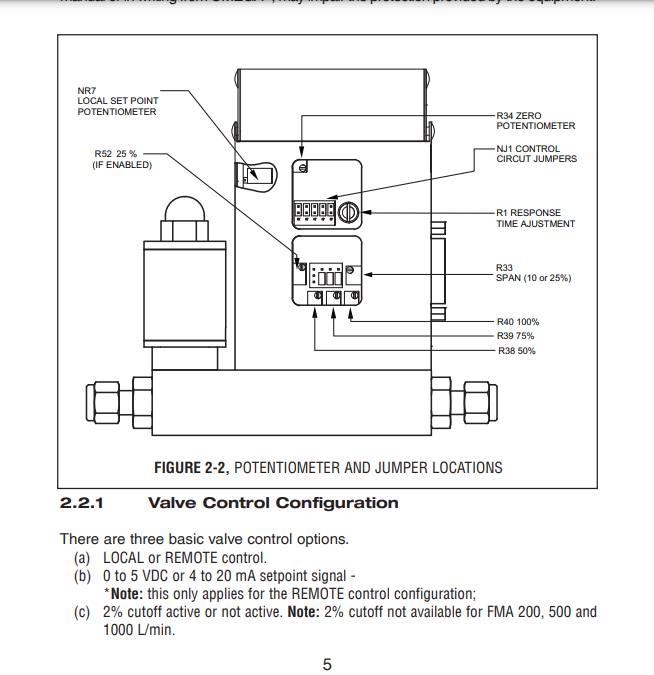 NR7
LOCAL SET POINT
POTENTIOMETER
R52 25 %
(IF ENABLED)
R34 ZERO
POTENTIOMETER
NJ1 CONTROL
CIRCUT JUMPERS
R1 RESPONSE
TIME AJUSTMENT
R33
SPAN (10 or 25%)
R40 100%
R39 75%
R38 50%
FIGURE 2-2, POTENTIOMETER AND JUMPER LOCATIONS
2.2.1 Valve Control Configuration
There are three basic valve control options.
(a) LOCAL or REMOTE control.
(b) 0 to 5 VDC or 4 to 20 mA setpoint signal -
*Note: this only applies for the REMOTE control configuration;
(c) 2% cutoff active or not active. Note: 2% cutoff not available for FMA 200, 500 and
1000 L/min.
5